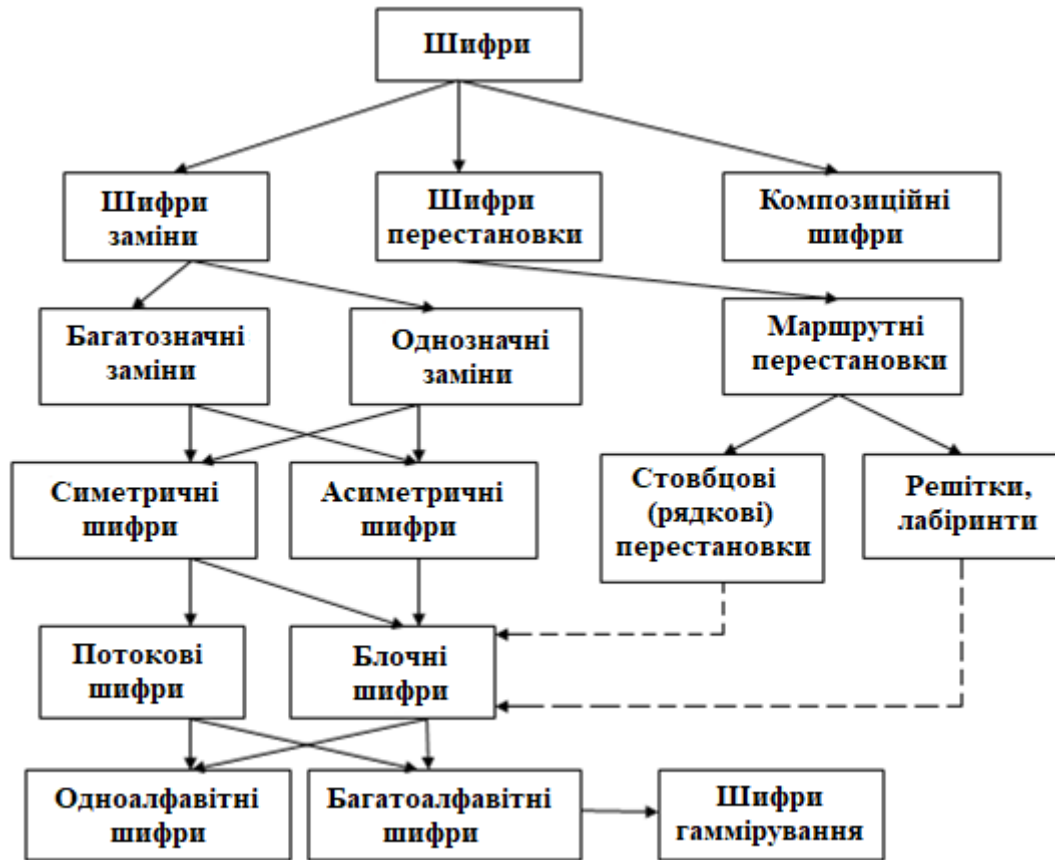 Шифри
Шифри
заміни
Шифри
перестановки
Композиційні
шифри
Багатозначні
заміни
Однозначні
заміни
Маршрутні
перестановки
Симетричні
шифри
Асиметричні
шифри
Стовбцові
(рядкові)
перестановки
Решітки,
лабіринти
Потокові
шифри
Блочні
шифри
Одноалфавітні
шифри
Багатоалфавітні
шифри
Шифри
гаммірування